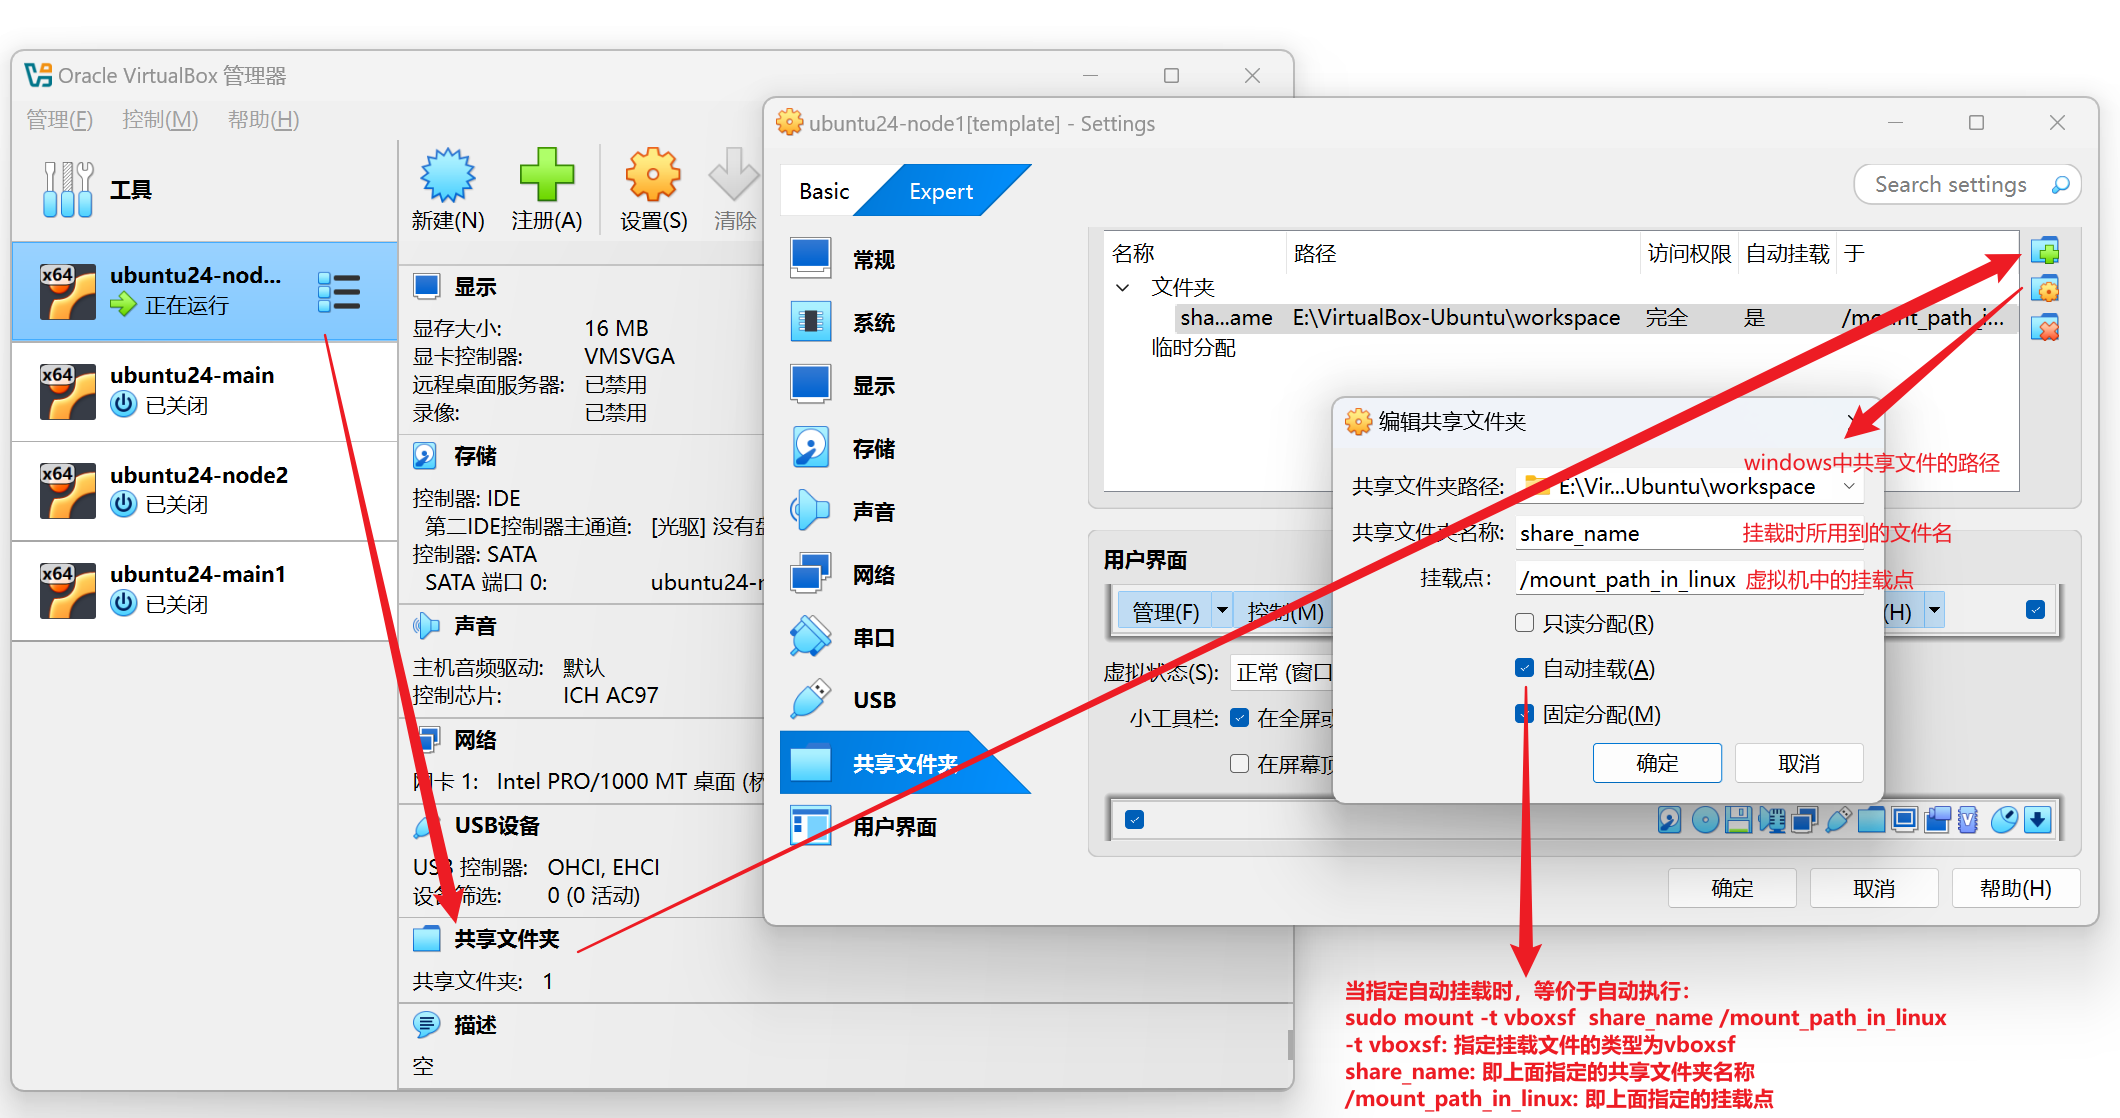 Oracle VirtualBox 管理器
管理(F) 控制(M) 帮助(H)
工具
x64 ubuntu24-nod...
正在运行
x64 ubuntu24-main
已关闭
x64 ubuntu24-node2
已关闭
x64 ubuntu24-main1
已关闭
新建(N) 注册(A) 设置(S) 清除
显示
显存大小: 16 MB
显卡控制器: VMSVGA
远程桌面服务器: 已禁用
录像: 已禁用
存储
控制器: IDE
第二IDE控制器主通道: [光驱] 没有
控制器: SATA
SATA 端口 0: ubuntu24-
声音
主机音频驱动: 默认
控制芯片: ICH AC97
网络
网卡 1: Intel PRO/1000 MT 桌面 (
USB设备
USB 控制器: OHCI, EHCI
设备筛选: 0 (0 活动)
共享文件夹
共享文件夹: 1
描述
空
ubuntu24-node1[template] - Settings
Basic Expert
Search settings
常规
系统
显示
存储
声音
网络
串口
USB
共享文件夹
用户界面
名称 路径 访问权限 自动挂载 于
文件夹
sha...ame E:\VirtualBox-Ubuntu\workspace 完全 是 /mount_path_i...
临时分配
用户界面
管理(F) 控制(M) (H)
虚拟状态(S): 正常 (窗口
小工具栏: 在全屏或
在屏幕顶
确定 取消 帮助(H)
编辑共享文件夹
windows中共享文件的路径
共享文件夹路径: E:\Vir...Ubuntu\workspace
共享文件夹名称: share_name 挂载时所用到的文件名
挂载点: /mount_path_in_linux 虚拟机中的挂载点
只读分配(R)
自动挂载(A)
固定分配(M)
确定 取消
当指定自动挂载时，等价于自动执行：
sudo mount -t vboxsf share_name /mount_path_in_linux
-t vboxsf: 指定挂载文件的类型为vboxsf
share_name: 即上面指定的共享文件夹名称
/mount_path_in_linux: 即上面指定的挂载点